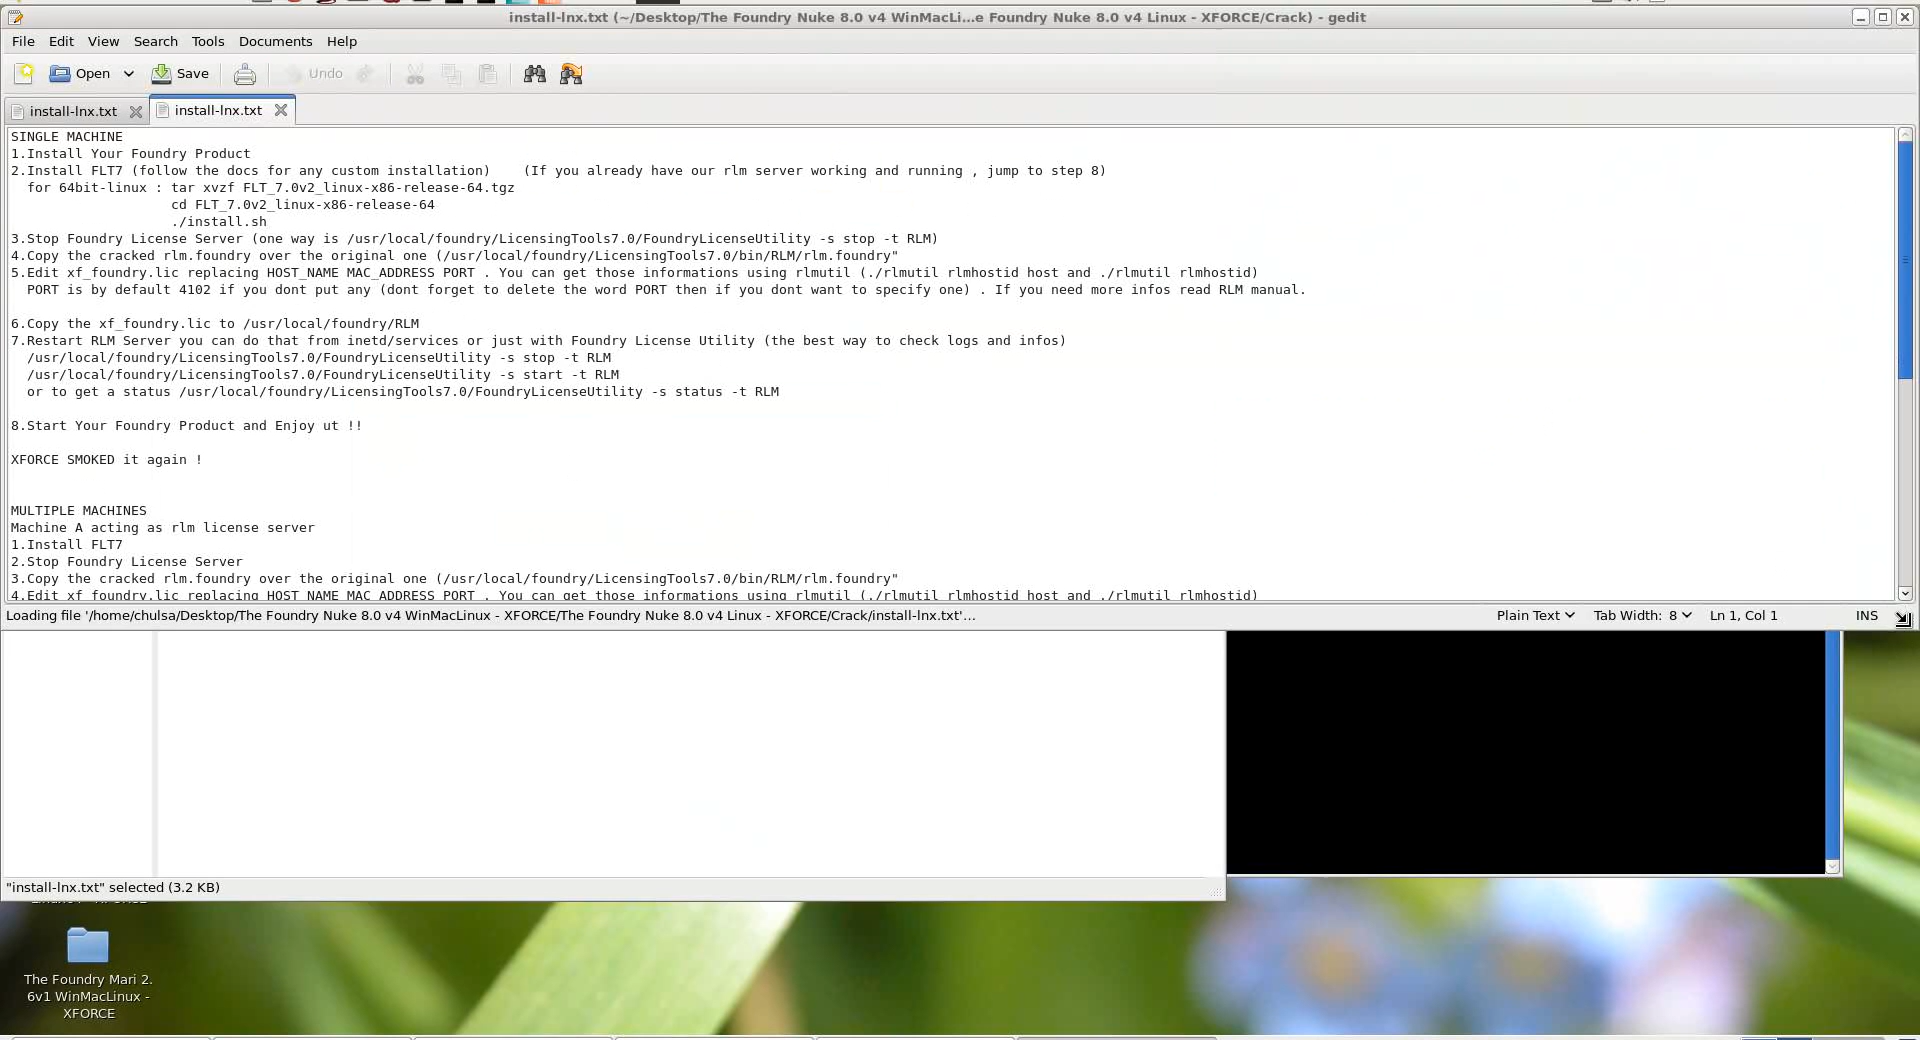 install-lnx.txt (~/Desktop/The Foundry Nuke 8.0 v4 WinMacLi...e Foundry Nuke 8.0 v4 Linux - XFORCE/Crack) - gedit
File Edit View Search Tools Documents Help
Open Save Undo
install-lnx.txt install-lnx.txt
SINGLE MACHINE
1.Install Your Foundry Product
2.Install FLT7 (follow the docs for any custom installation)    (If you already have our rlm server working and running , jump to step 8)
for 64bit-linux : tar xvzf FLT_7.0v2_linux-x86-release-64.tgz
cd FLT_7.0v2_linux-x86-release-64
./install.sh
3.Stop Foundry License Server (one way is /usr/local/foundry/LicensingTools7.0/FoundryLicenseUtility -s stop -t RLM)
4.Copy the cracked rlm.foundry over the original one (/usr/local/foundry/LicensingTools7.0/bin/RLM/rlm.foundry"
5.Edit xf_foundry.lic replacing HOST_NAME MAC_ADDRESS PORT . You can get those informations using rlmutil (./rlmutil rlmhostid host and ./rlmutil rlmhostid)
PORT is by default 4102 if you dont put any (dont forget to delete the word PORT then if you dont want to specify one) . If you need more infos read RLM manual.
6.Copy the xf_foundry.lic to /usr/local/foundry/RLM
7.Restart RLM Server you can do that from inetd/services or just with Foundry License Utility (the best way to check logs and infos)
/usr/local/foundry/LicensingTools7.0/FoundryLicenseUtility -s stop -t RLM
/usr/local/foundry/LicensingTools7.0/FoundryLicenseUtility -s start -t RLM
or to get a status /usr/local/foundry/LicensingTools7.0/FoundryLicenseUtility -s status -t RLM
8.Start Your Foundry Product and Enjoy ut !!
XFORCE SMOKED it again !
MULTIPLE MACHINES
Machine A acting as rlm license server
1.Install FLT7
2.Stop Foundry License Server
3.Copy the cracked rlm.foundry over the original one (/usr/local/foundry/LicensingTools7.0/bin/RLM/rlm.foundry"
4.Edit xf_foundry.lic replacing HOST_NAME MAC_ADDRESS PORT . You can get those informations using rlmutil (./rlmutil rlmhostid host and ./rlmutil rlmhostid)
Loading file '/home/chulsa/Desktop/The Foundry Nuke 8.0 v4 WinMacLinux - XFORCE/The Foundry Nuke 8.0 v4 Linux - XFORCE/Crack/install-lnx.txt'... Plain Text Tab Width: 8 Ln 1, Col 1 INS
"install-lnx.txt" selected (3.2 KB)
The Foundry Mari 2.
6v1 WinMacLinux -
XFORCE